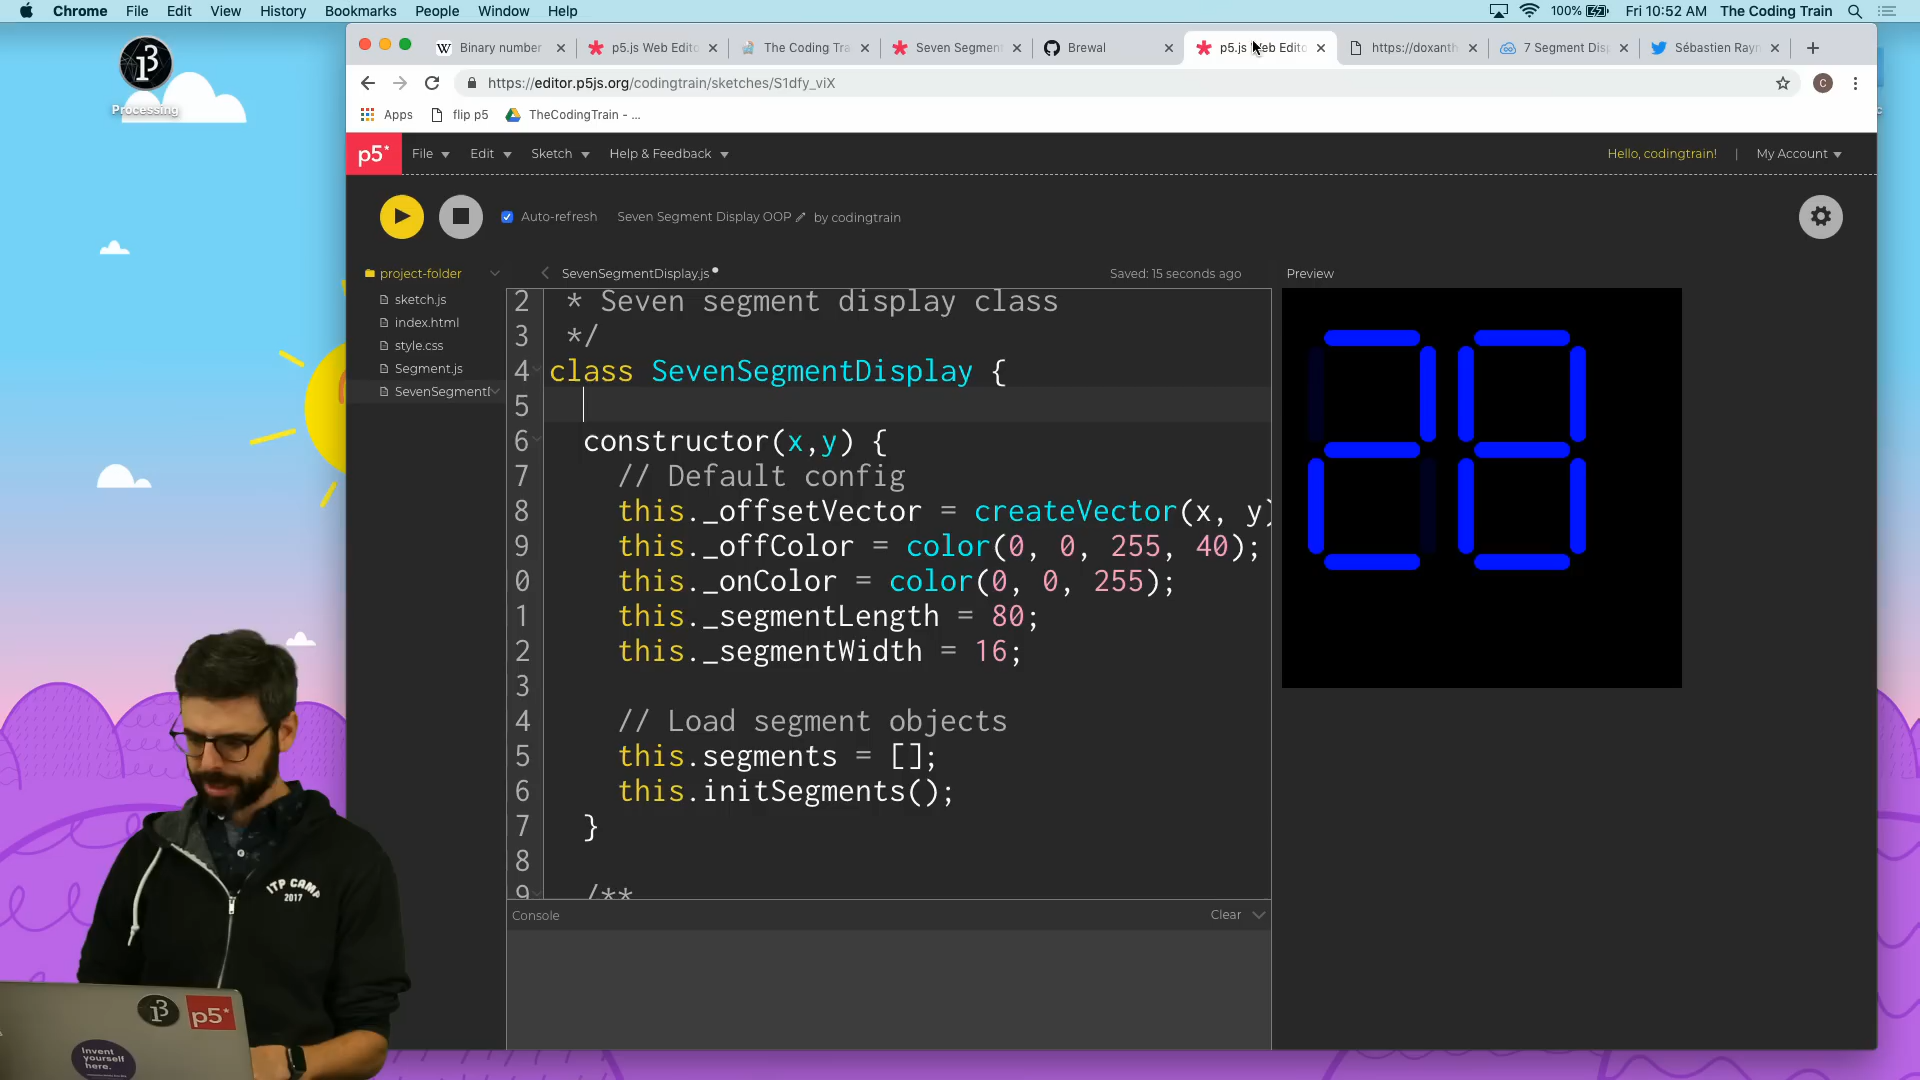 Chrome File Edit View History Bookmarks People Window Help 100% Fri 10:52 AM The Coding Train
Processing
W Binary number p5.js Web Edito The Coding Tra Seven Segment Brewal p5.js Web Edito https://doxanth 7 Segment Disp Sébastien Rayn
https://editor.p5js.org/codingtrain/sketches/S1dfy_viX C
Apps flip p5 TheCodingTrain - ...
p5* File Edit Sketch Help & Feedback Hello, codingtrain! | My Account
Auto-refresh Seven Segment Display OOP by codingtrain
project-folder
sketch.js
index.html
style.css
Segment.js
SevenSegment
SevenSegmentDisplay.js Saved: 15 seconds ago Preview
2 * Seven segment display class
3 */
4 class SevenSegmentDisplay {
5
6 constructor(x,y) {
7 // Default config
8 this._offsetVector = createVector(x, y)
9 this._offColor = color(0, 0, 255, 40);
0 this._onColor = color(0, 0, 255);
1 this._segmentLength = 80;
2 this._segmentWidth = 16;
3
4 // Load segment objects
5 this.segments = [];
6 this.initSegments();
7 }
8
9 /**
Console Clear
28
ITP CAMP
2017
p5*
Invent
yourself
here.